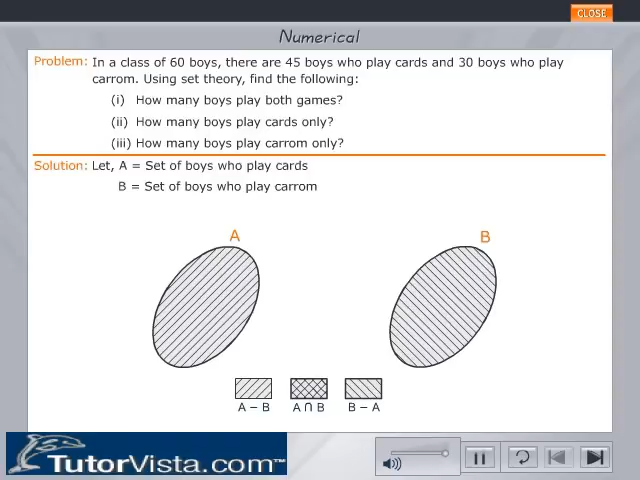 CLOSE
Numerical
Problem: In a class of 60 boys, there are 45 boys who play cards and 30 boys who play
carrom. Using set theory, find the following:
(i) How many boys play both games?
(ii) How many boys play cards only?
(iii) How many boys play carrom only?
Solution: Let, A = Set of boys who play cards
B = Set of boys who play carrom
A
B
A − B
A ∩ B
B − A
TutorVista.com™